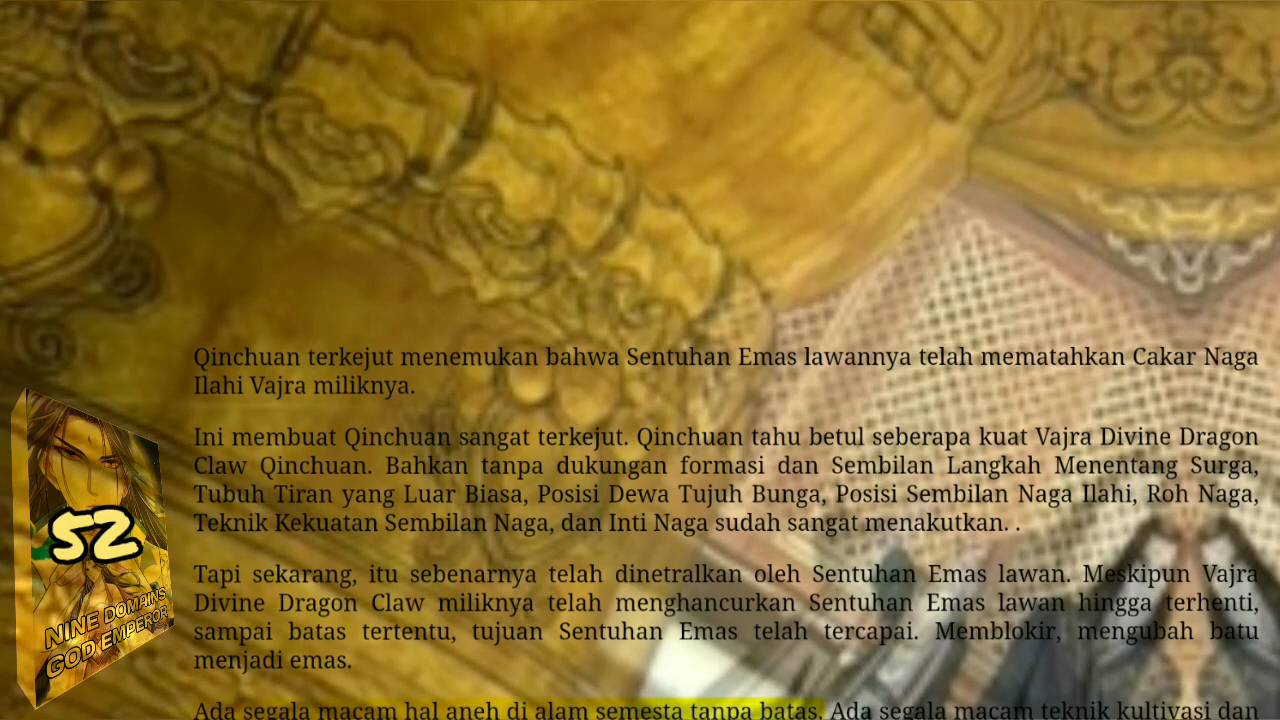 Qinchuan terkejut menemukan bahwa Sentuhan Emas lawannya telah mematahkan Cakar Naga
Ilahi Vajra miliknya.
Ini membuat Qinchuan sangat terkejut. Qinchuan tahu betul seberapa kuat Vajra Divine Dragon
Claw Qinchuan. Bahkan tanpa dukungan formasi dan Sembilan Langkah Menentang Surga,
Tubuh Tiran yang Luar Biasa, Posisi Dewa Tujuh Bunga, Posisi Sembilan Naga Ilahi, Roh Naga,
Teknik Kekuatan Sembilan Naga, dan Inti Naga sudah sangat menakutkan. .
Tapi sekarang, itu sebenarnya telah dinetralkan oleh Sentuhan Emas lawan. Meskipun Vajra
Divine Dragon Claw miliknya telah menghancurkan Sentuhan Emas lawan hingga terhenti,
sampai batas tertentu, tujuan Sentuhan Emas telah tercapai. Memblokir, mengubah batu
menjadi emas.
Ada segala macam hal aneh di alam semesta tanpa batas. Ada segala macam teknik kultivasi dan
52
NINE DOMAINS
GOD EMPEROR